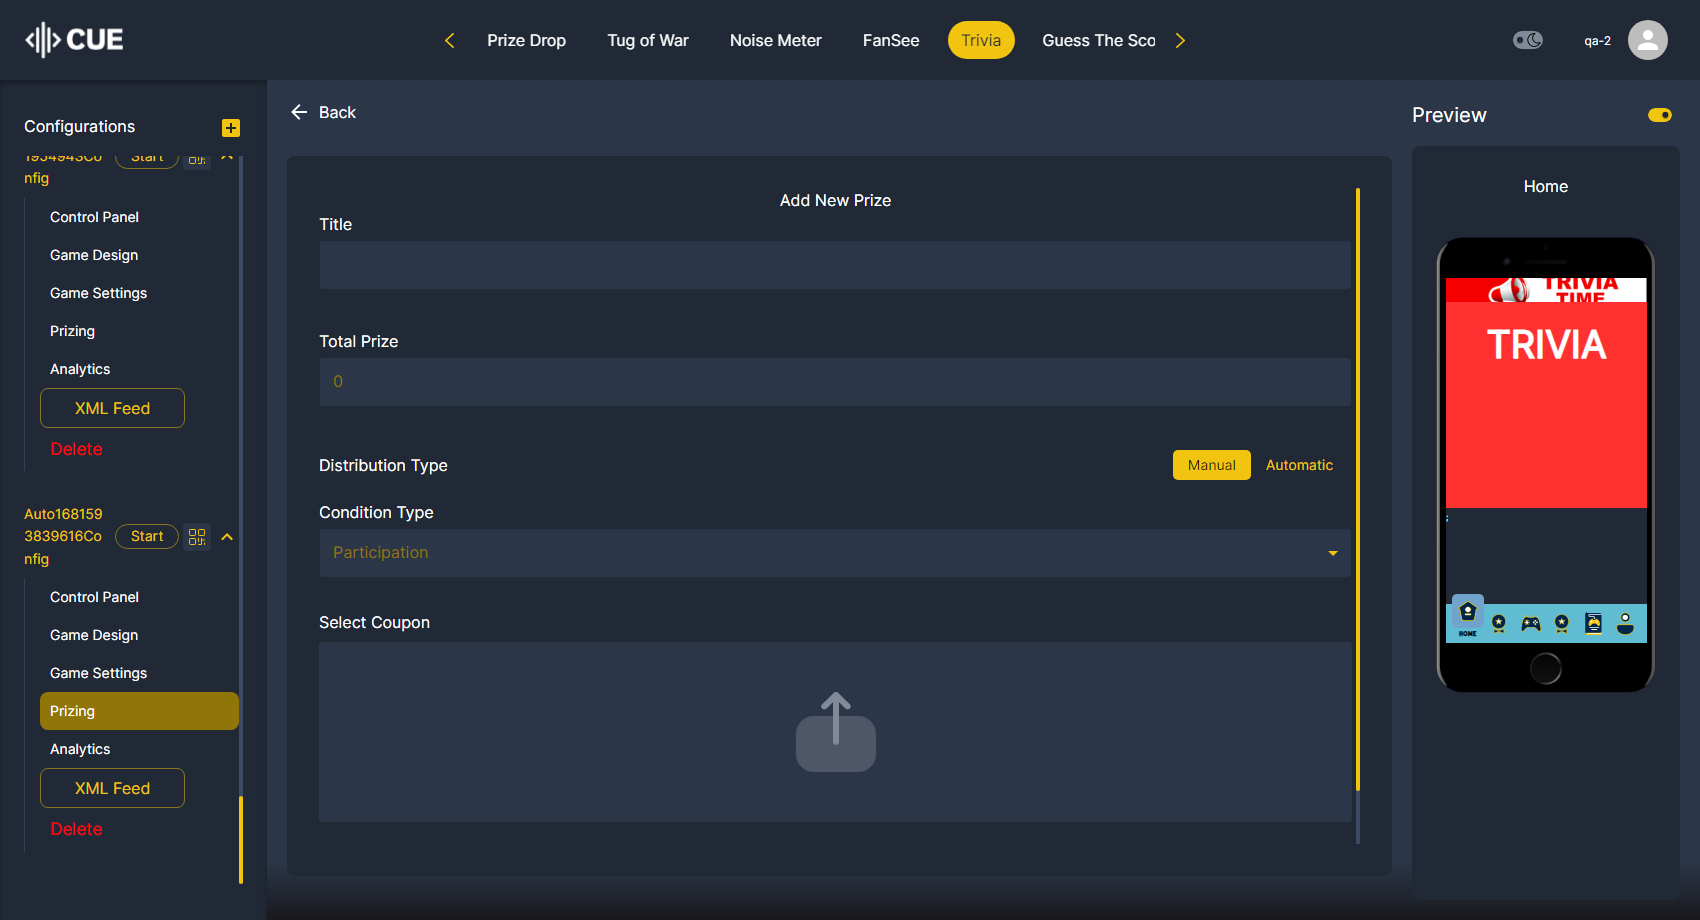 CUE
Prize Drop
Tug of War
Noise Meter
FanSee
Trivia
Guess The Sco
qa-2
Configurations
1954943Co
nfig
Start
Control Panel
Game Design
Game Settings
Prizing
Analytics
XML Feed
Delete
Auto168159
3839616Co
nfig
Start
Control Panel
Game Design
Game Settings
Prizing
Analytics
XML Feed
Delete
Back
Add New Prize
Title
Total Prize
0
Distribution Type
Manual
Automatic
Condition Type
Participation
Select Coupon
Preview
Home
TRIVIA
TIME
TRIVIA
HOME